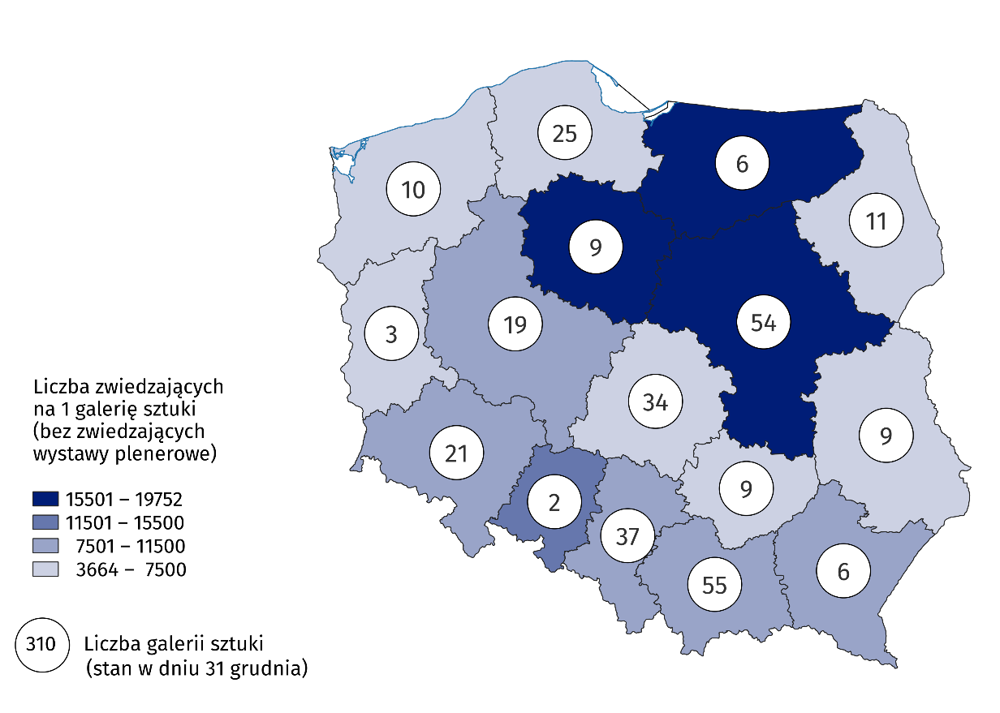 25
6
10
11
9
19
54
3
34
9
21
9
2
37
6
55
Liczba zwiedzających
na 1 galerię sztuki
(bez zwiedzających
wystawy plenerowe)
15501 – 19752
11501 – 15500
7501 – 11500
3664 – 7500
310
Liczba galerii sztuki
(stan w dniu 31 grudnia)